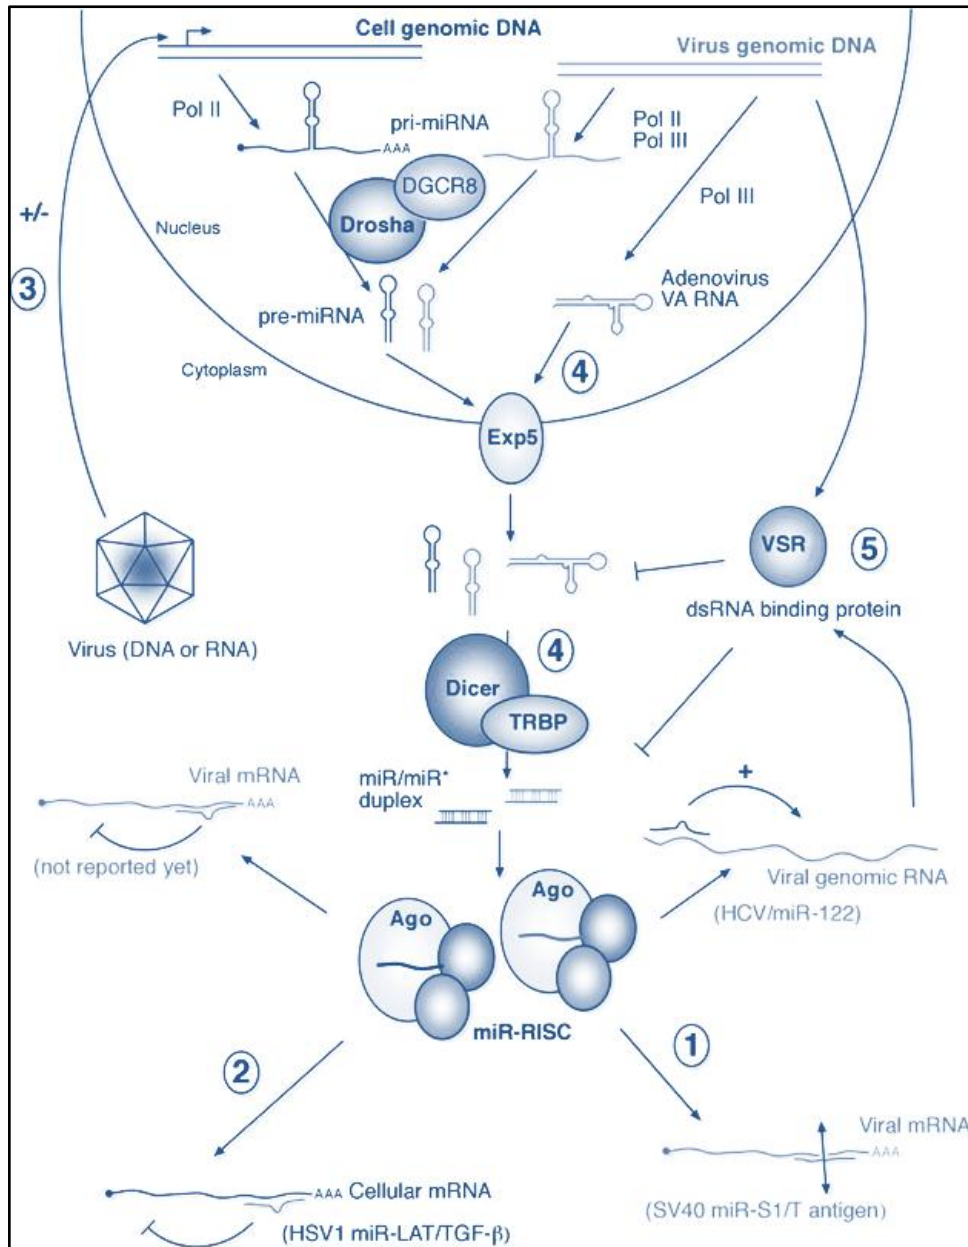 Cell genomic DNA
Virus genomic DNA
Pol II
pri-miRNA
AAA
Pol II
Pol III
DGCR8
Drosha
Pol III
+/-
Nucleus
3
Adenovirus
VA RNA
pre-miRNA
Cytoplasm
4
Exp5
VSR
5
dsRNA binding protein
Virus (DNA or RNA)
4
Dicer
TRBP
Viral mRNA
AAA
miR/miR*
duplex
+
(not reported yet)
Viral genomic RNA
(HCV/miR-122)
Ago
Ago
miR-RISC
2
1
Viral mRNA
AAA
(SV40 miR-S1/T antigen)
AAA Cellular mRNA
(HSV1 miR-LAT/TGF-β)